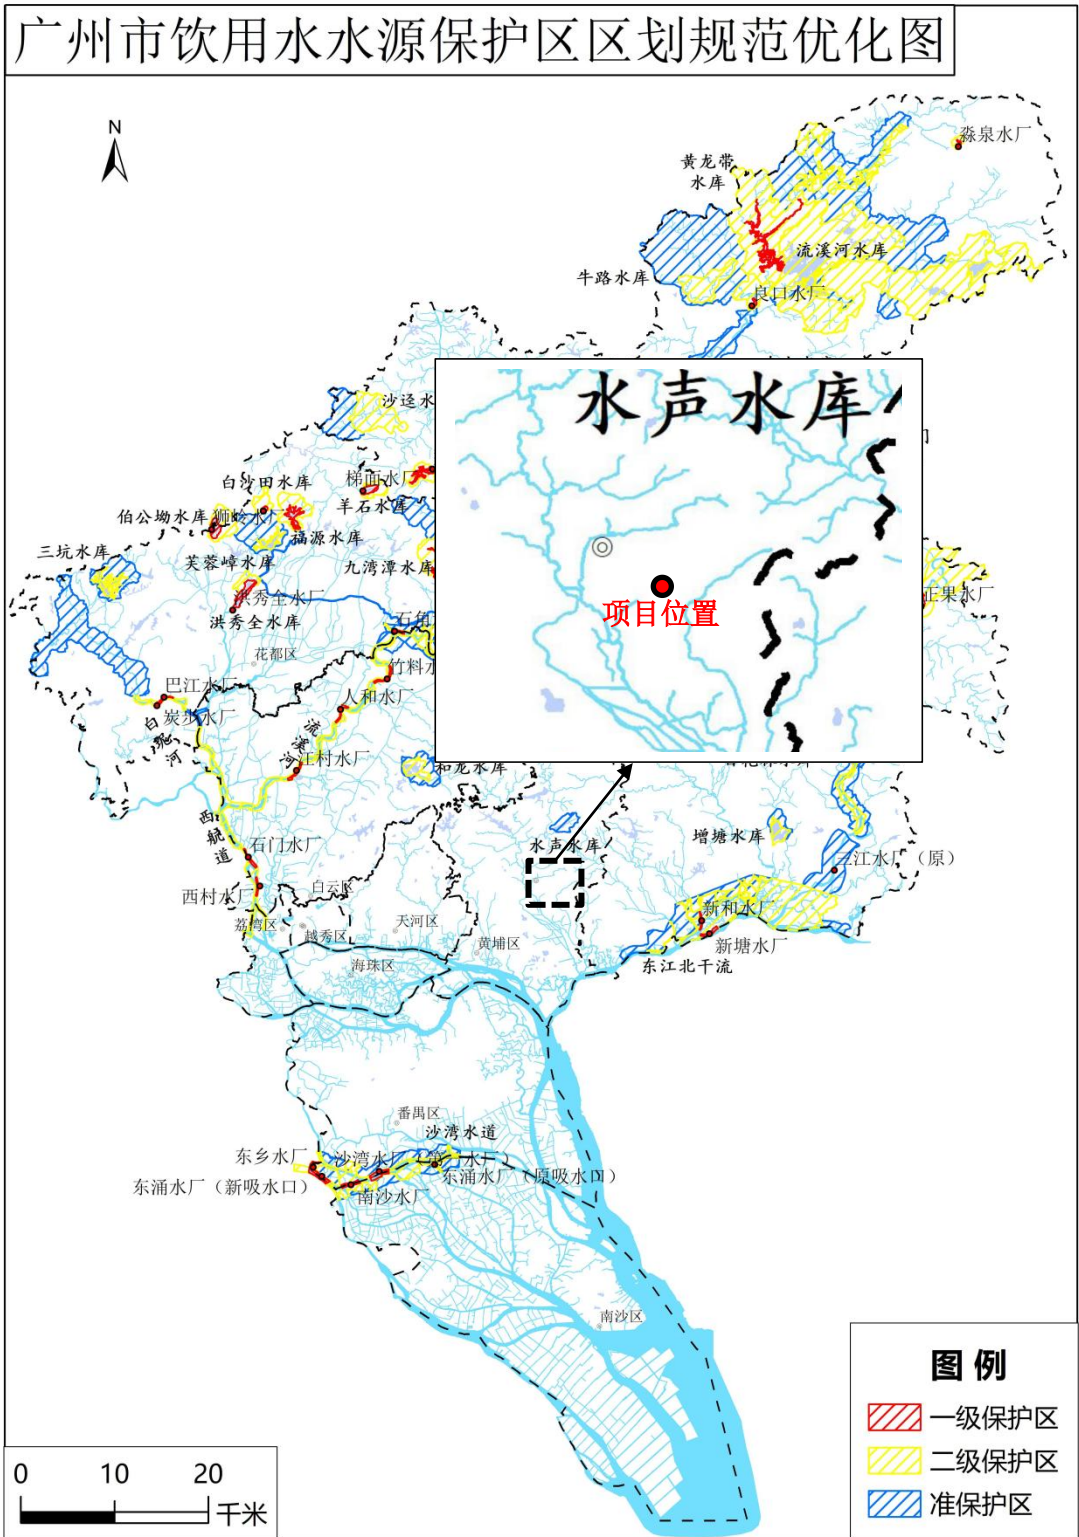 广州市饮用水水源保护区区划规范优化图
N
淼泉水厂
黄龙带
水库
流溪河水库
牛路水库
良口水厂
沙迳水
水声水库
白沙田水库
梯面水厂
羊石水库
伯公坳水库
狮岭水厂
福源水库
三坑水库
芙蓉嶂水库
九湾潭水库
洪秀全水厂
正果水厂
洪秀全水库
项目位置
石角
花都区
竹料水
巴江水厂
人和水厂
炭步水厂
白坭河
流溪河
江村水厂
和龙水库
西航道
石门水厂
水声水库
增塘水库
三江水厂（原）
西村水厂
白云区
荔湾区
越秀区
天河区
黄埔区
新和水厂
新塘水厂
海珠区
东江北干流
番禺区
沙湾水道
东乡水厂
沙湾水厂
东涌水厂（新吸水口）
南沙水厂
东涌水厂（原吸水口）
南沙区
图例
一级保护区
二级保护区
准保护区
0 10 20
千米